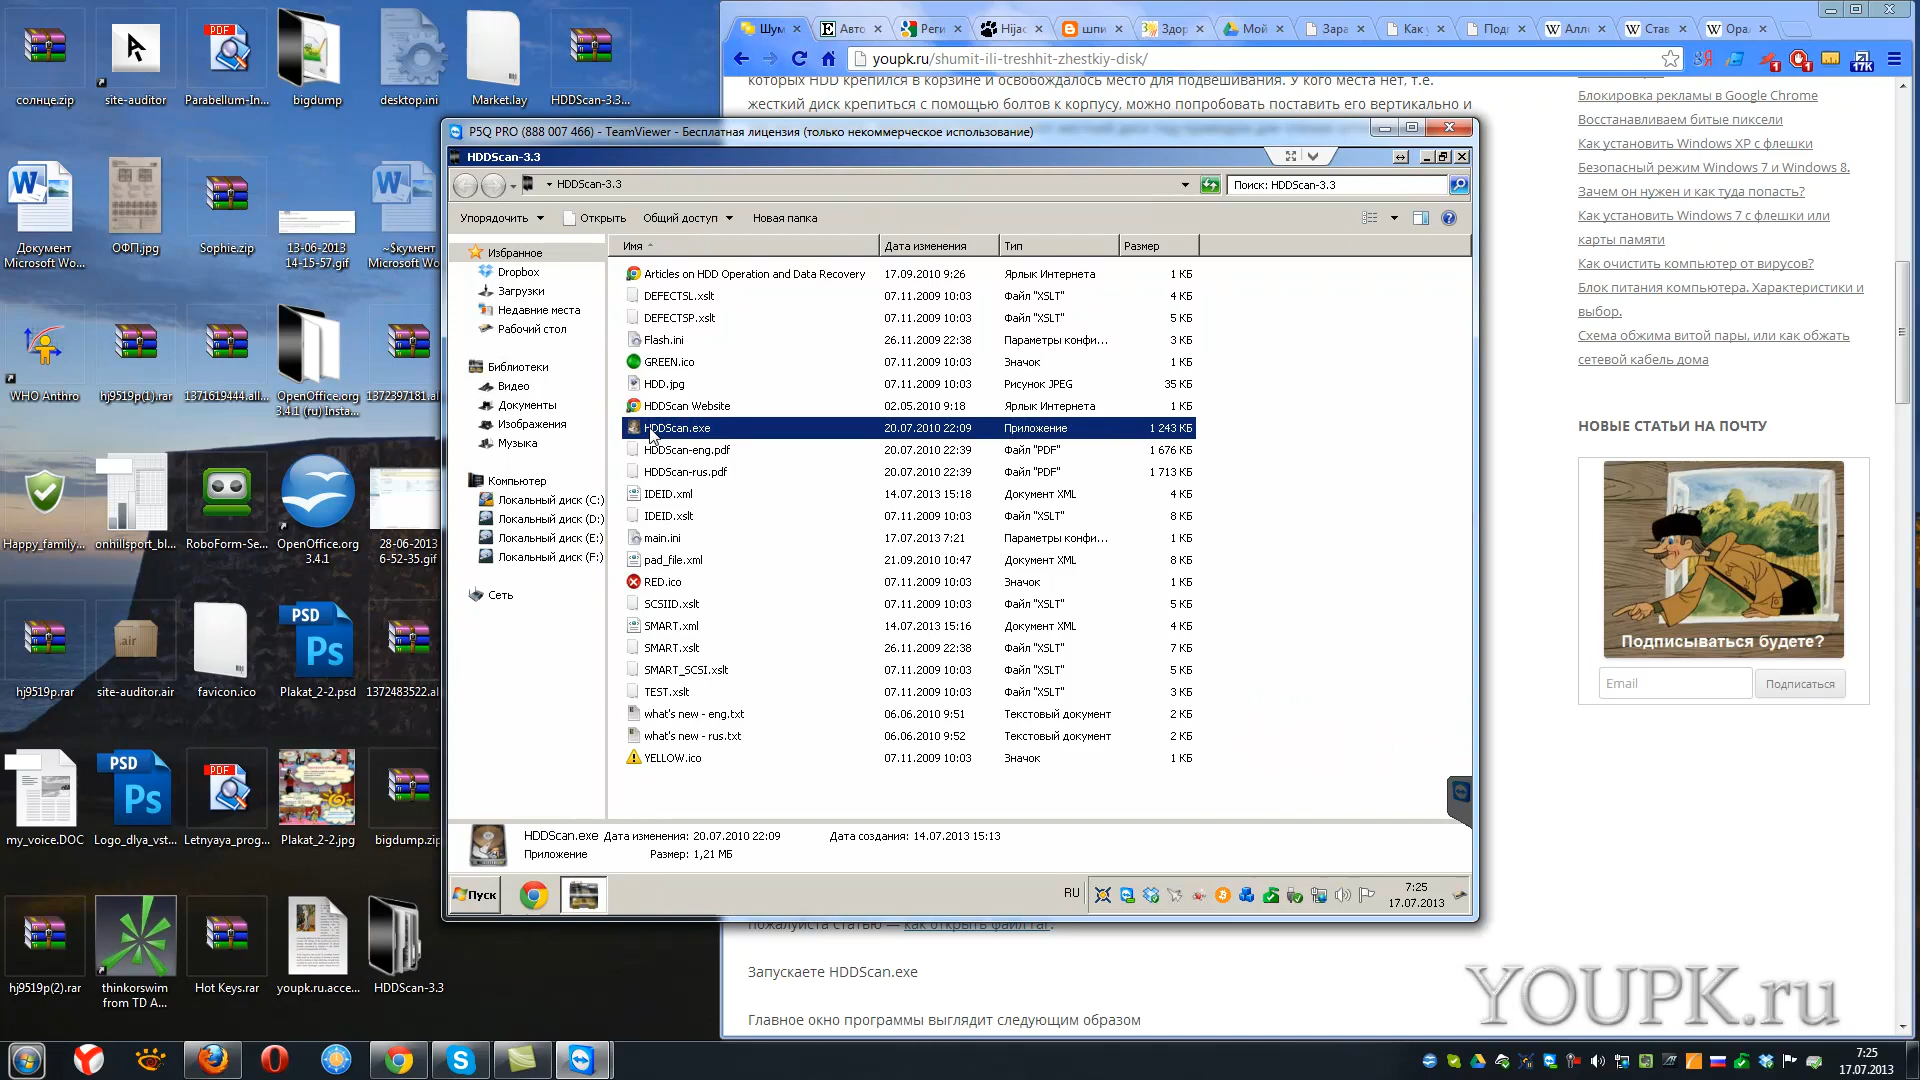 солнце.zip
site-auditor
Parabellum-In...
bigdump
desktop.ini
Market.lay
HDDScan-3.3...
Документ
Microsoft Wo...
ОФП.jpg
Sophie.zip
13-06-2013
14-15-57.gif
~$кумент
Microsoft Wo...
WHO Anthro
hj9519p(1).rar
1371619444.all...
OpenOffice.org
3.4.1 (ru) Insta...
1372397181.al
Happy_family...
onhillsport_bl...
RoboForm-Se...
OpenOffice.org
3.4.1
28-06-2013
6-52-35.gif
hj9519p.rar
.air
site-auditor.air
favicon.ico
PSD
Ps
Plakat_2-2.psd
1372483522.al
my_voice.DOC
PSD
Ps
Logo_dlya_vst...
PDF
Letnyaya_prog...
Plakat_2-2.jpg
bigdump.zip
hj9519p(2).rar
thinkorswim
from TD A...
Hot Keys.rar
youpk.ru.acce...
HDDScan-3.3
Шум
Авто
Реги
Hijac
шпи
Здор
Мой
Зара
Как
Подг
Алл
Став
Ора
youpk.ru/shumit-ili-treshhit-zhestkiy-disk/
17K
которых HDD крепился в корзине и освобождалось место для подвешивания. У кого места нет, т.е.
жесткий диск крепиться с помощью болтов к корпусу, можно попробовать поставить его вертикально и
P5Q PRO (888 007 466) - TeamViewer - Бесплатная лицензия (только некоммерческое использование)
HDDScan-3.3
HDDScan-3.3
Поиск: HDDScan-3.3
Упорядочить
Открыть
Общий доступ
Новая папка
Избранное
Dropbox
Загрузки
Недавние места
Рабочий стол
Библиотеки
Видео
Документы
Изображения
Музыка
Компьютер
Локальный диск (C:)
Локальный диск (D:)
Локальный диск (E:)
Локальный диск (F:)
Сеть
Имя Дата изменения Тип Размер
Articles on HDD Operation and Data Recovery 17.09.2010 9:26 Ярлык Интернета 1 КБ
DEFECTSL.xslt 07.11.2009 10:03 Файл "XSLT" 4 КБ
DEFECTSP.xslt 07.11.2009 10:03 Файл "XSLT" 5 КБ
Flash.ini 26.11.2009 22:38 Параметры конфи... 3 КБ
GREEN.ico 07.11.2009 10:03 Значок 1 КБ
HDD.jpg 07.11.2009 10:03 Рисунок JPEG 35 КБ
HDDScan Website 02.05.2010 9:18 Ярлык Интернета 1 КБ
HDDScan.exe 20.07.2010 22:09 Приложение 1 243 КБ
HDDScan-eng.pdf 20.07.2010 22:39 Файл "PDF" 1 676 КБ
HDDScan-rus.pdf 20.07.2010 22:39 Файл "PDF" 1 713 КБ
IDEID.xml 14.07.2013 15:18 Документ XML 4 КБ
IDEID.xslt 07.11.2009 10:03 Файл "XSLT" 8 КБ
main.ini 17.07.2013 7:21 Параметры конфи... 1 КБ
pad_file.xml 21.09.2010 10:47 Документ XML 8 КБ
RED.ico 07.11.2009 10:03 Значок 1 КБ
SCSIID.xslt 07.11.2009 10:03 Файл "XSLT" 5 КБ
SMART.xml 14.07.2013 15:16 Документ XML 4 КБ
SMART.xslt 26.11.2009 22:38 Файл "XSLT" 7 КБ
SMART_SCSI.xslt 07.11.2009 10:03 Файл "XSLT" 5 КБ
TEST.xslt 07.11.2009 10:03 Файл "XSLT" 3 КБ
what's new - eng.txt 06.06.2010 9:51 Текстовый документ 2 КБ
what's new - rus.txt 06.06.2010 9:52 Текстовый документ 2 КБ
YELLOW.ico 07.11.2009 10:03 Значок 1 КБ
HDDScan.exe Дата изменения: 20.07.2010 22:09 Дата создания: 14.07.2013 15:13
Приложение Размер: 1,21 МБ
Пуск
RU
7:25
17.07.2013
Блокировка рекламы в Google Chrome
Восстанавливаем битые пиксели
Как установить Windows XP с флешки
Безопасный режим Windows 7 и Windows 8.
Зачем он нужен и как туда попасть?
Как установить Windows 7 с флешки или
карты памяти
Как очистить компьютер от вирусов?
Блок питания компьютера. Характеристики и
выбор.
Схема обжима витой пары, или как обжать
сетевой кабель дома
НОВЫЕ СТАТЬИ НА ПОЧТУ
Подписываться будете?
Email
Подписаться
пожалуйста статью — как открыть файл rar.
Запускаете HDDScan.exe
Главное окно программы выглядит следующим образом
YOUPK.ru
7:25
17.07.2013